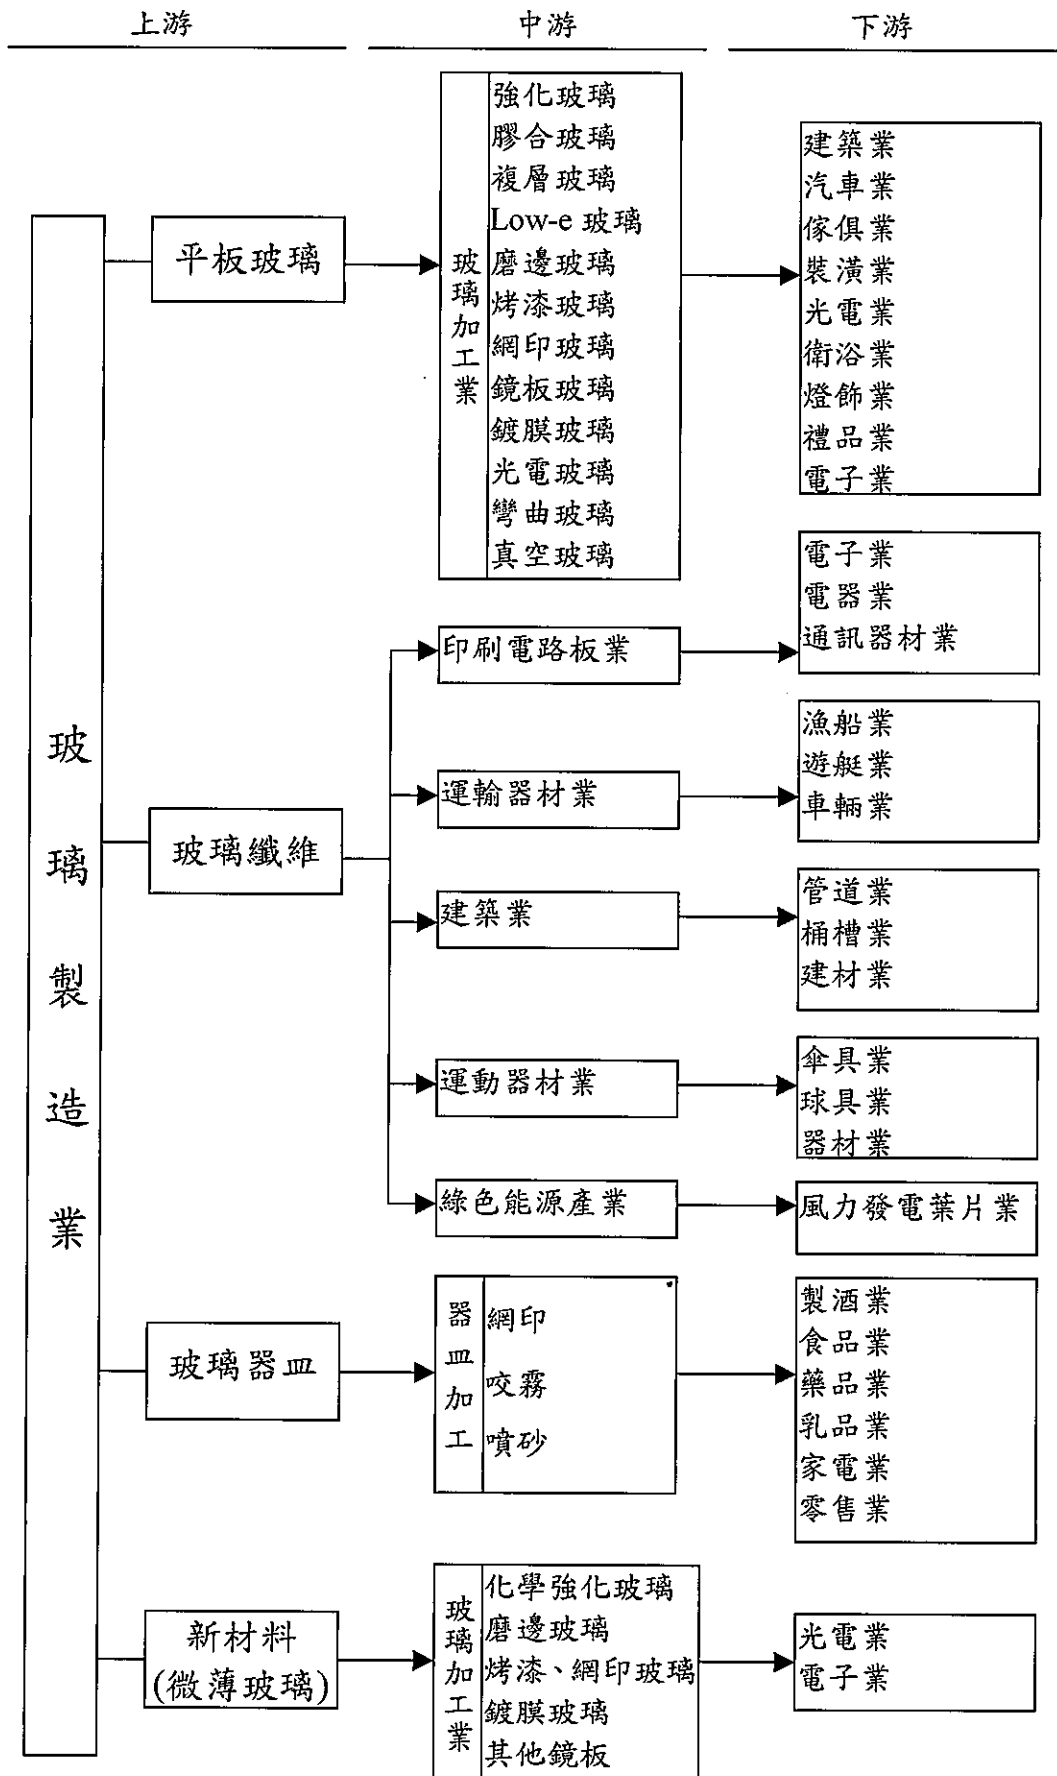 上游
中游
下游
玻璃製造業
平板玻璃
玻璃加工業
強化玻璃
膠合玻璃
複層玻璃
Low-e 玻璃
磨邊玻璃
烤漆玻璃
網印玻璃
鏡板玻璃
鍍膜玻璃
光電玻璃
彎曲玻璃
真空玻璃
建築業
汽車業
傢俱業
裝潢業
光電業
衛浴業
燈飾業
禮品業
電子業
玻璃纖維
印刷電路板業
電子業
電器業
通訊器材業
運輸器材業
漁船業
遊艇業
車輛業
建築業
管道業
桶槽業
建材業
運動器材業
傘具業
球具業
器材業
綠色能源產業
風力發電葉片業
玻璃器皿
器皿加工
網印
咬霧
噴砂
製酒業
食品業
藥品業
乳品業
家電業
零售業
新材料
(微薄玻璃)
玻璃加工業
化學強化玻璃
磨邊玻璃
烤漆、網印玻璃
鍍膜玻璃
其他鏡板
光電業
電子業